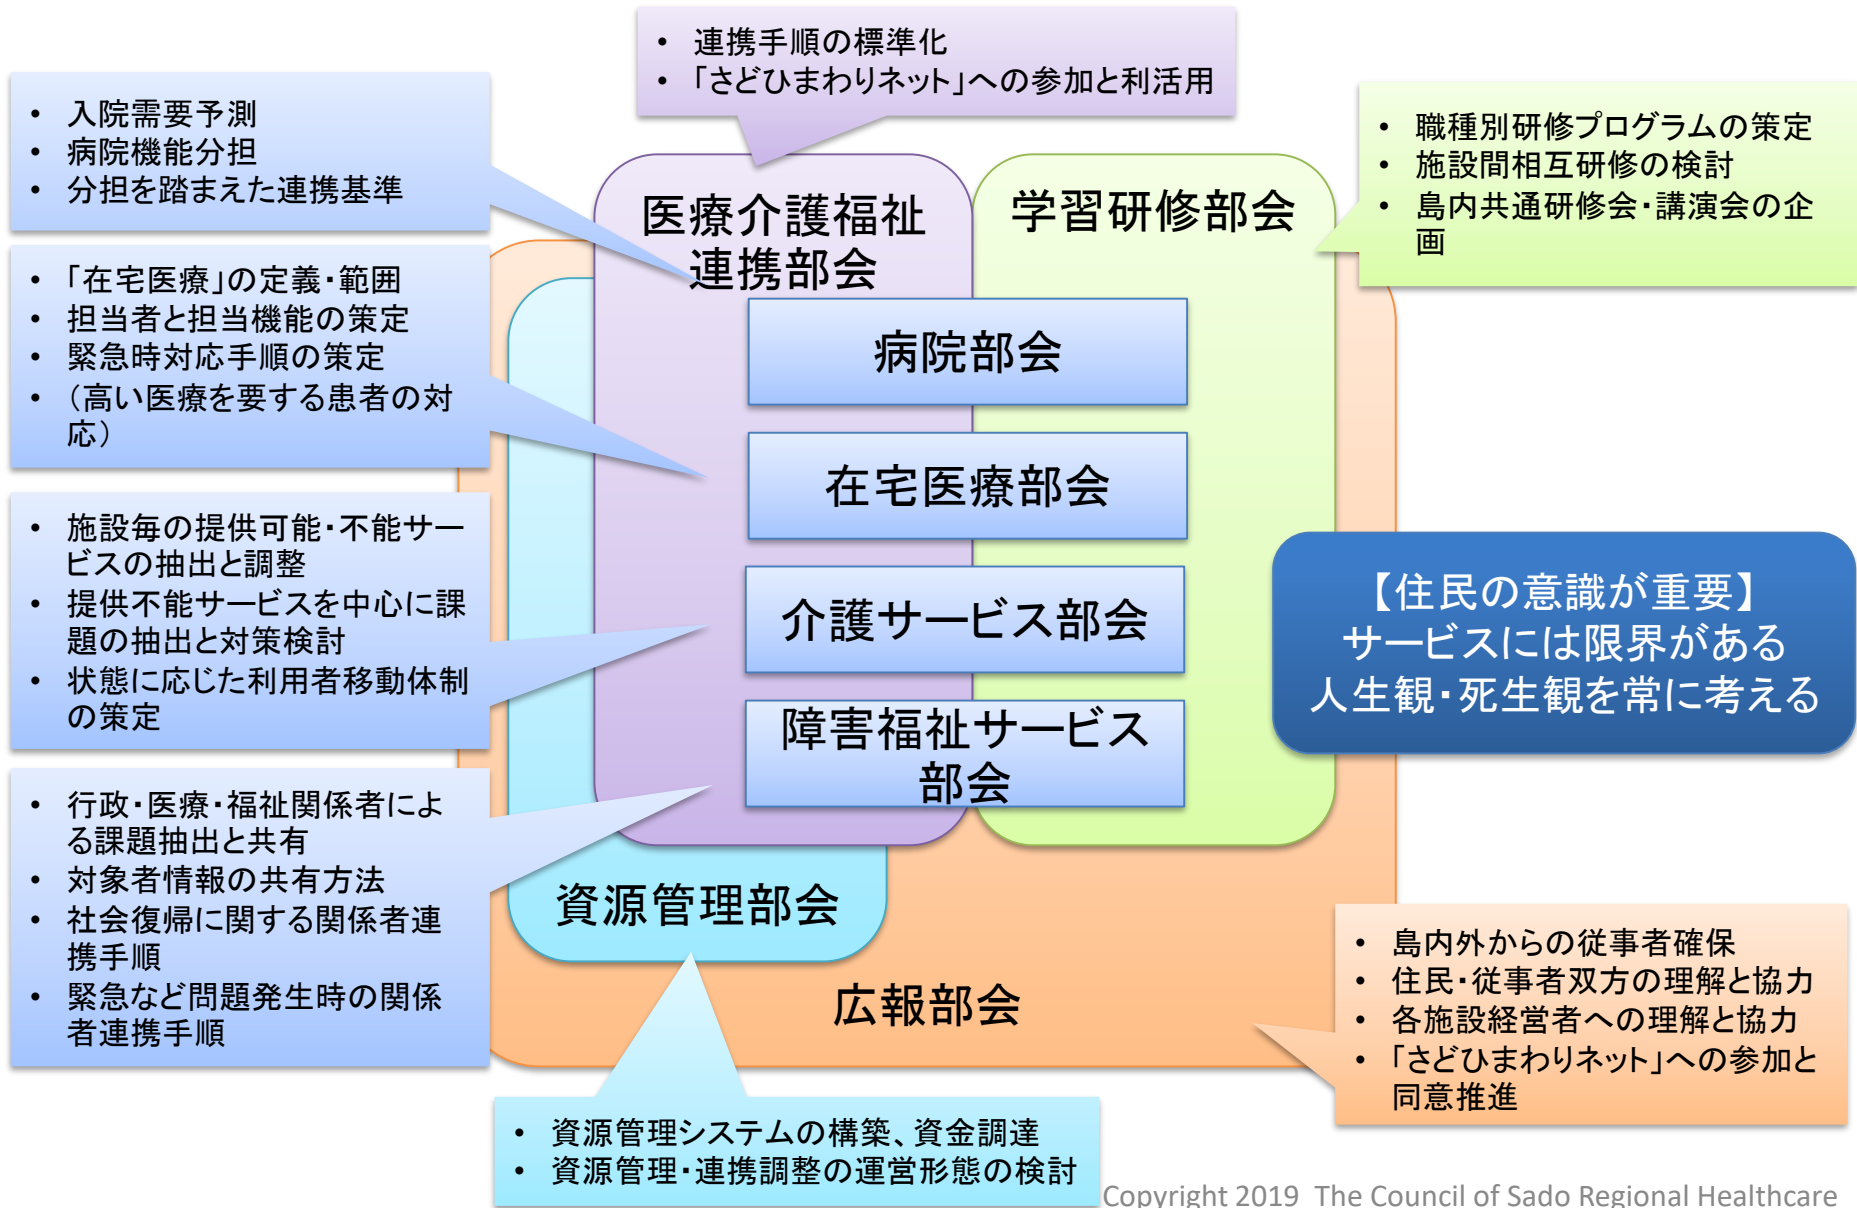 • 連携手順の標準化
• 「さどひまわりネット」への参加と利活用
• 入院需要予測
• 病院機能分担
• 分担を踏まえた連携基準
• 職種別研修プログラムの策定
• 施設間相互研修の検討
• 島内共通研修会・講演会の企
画
医療介護福祉
連携部会
学習研修部会
• 「在宅医療」の定義・範囲
• 担当者と担当機能の策定
• 緊急時対応手順の策定
• （高い医療を要する患者の対
応）
病院部会
在宅医療部会
介護サービス部会
障害福祉サービス
部会
• 施設毎の提供可能・不能サー
ビスの抽出と調整
• 提供不能サービスを中心に課
題の抽出と対策検討
• 状態に応じた利用者移動体制
の策定
【住民の意識が重要】
サービスには限界がある
人生観・死生観を常に考える
• 行政・医療・福祉関係者によ
る課題抽出と共有
• 対象者情報の共有方法
• 社会復帰に関する関係者連
携手順
• 緊急など問題発生時の関係
者連携手順
資源管理部会
広報部会
• 島内外からの従事者確保
• 住民・従事者双方の理解と協力
• 各施設経営者への理解と協力
• 「さどひまわりネット」への参加と
同意推進
• 資源管理システムの構築、資金調達
• 資源管理・連携調整の運営形態の検討
Copyright 2019 The Council of Sado Regional Healthcare